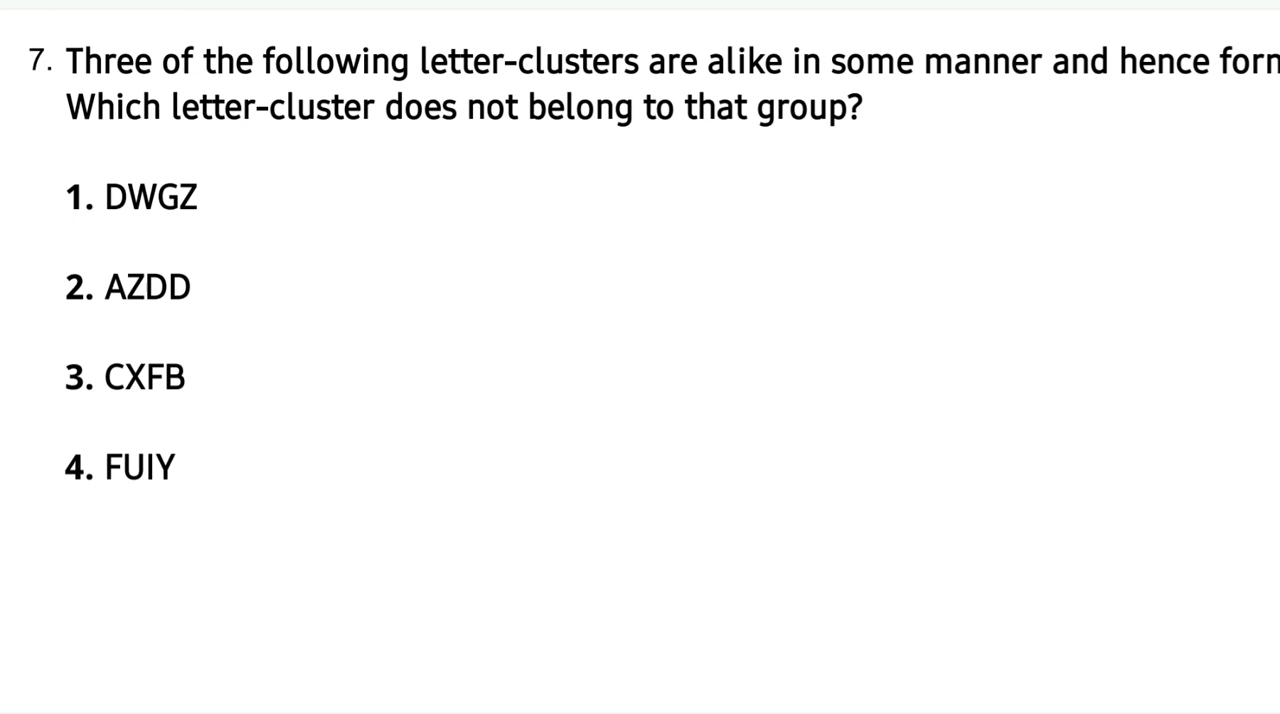 7. Three of the following letter-clusters are alike in some manner and hence form
Which letter-cluster does not belong to that group?
1. DWGZ
2. AZDD
3. CXFB
4. FUIY